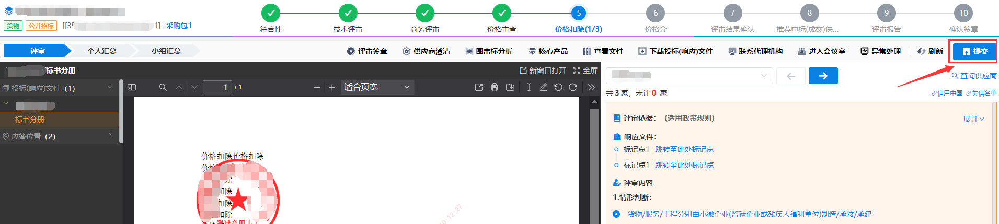 5 6 7 8 9 10
符合性 技术评审 商务评审 价格审查 价格扣除(1/3) 价格分 评审结果确认 推荐中标(成交)供... 评审报告 确认签章
货物 公开招标 [[35 1] 采购包1
评审 个人汇总 小组汇总
评审签章 供应商澄清 围串标分析 核心产品 查看文件 下载投标(响应)文件 联系代理机构 进入会议室 异常处理 刷新 提交
标书分册 新窗口打开 全屏
投标(响应)文件 (1)
标书分册
应答位置 (2)
1 / 1 适合页宽
价格扣除价格扣除
价格
除
扣除
扣除
扣除
10:12:27
查询供应商
共 3 家，未评 0 家 信用中国 失信名单
评审依据：（适用政策规则） 展开
响应文件：
标记点1 跳转至此处标记点
标记点1 跳转至此处标记点
评审内容
1.情形判断：
货物/服务/工程分别由小微企业(监狱企业或残疾人福利单位)制造/承接/承建